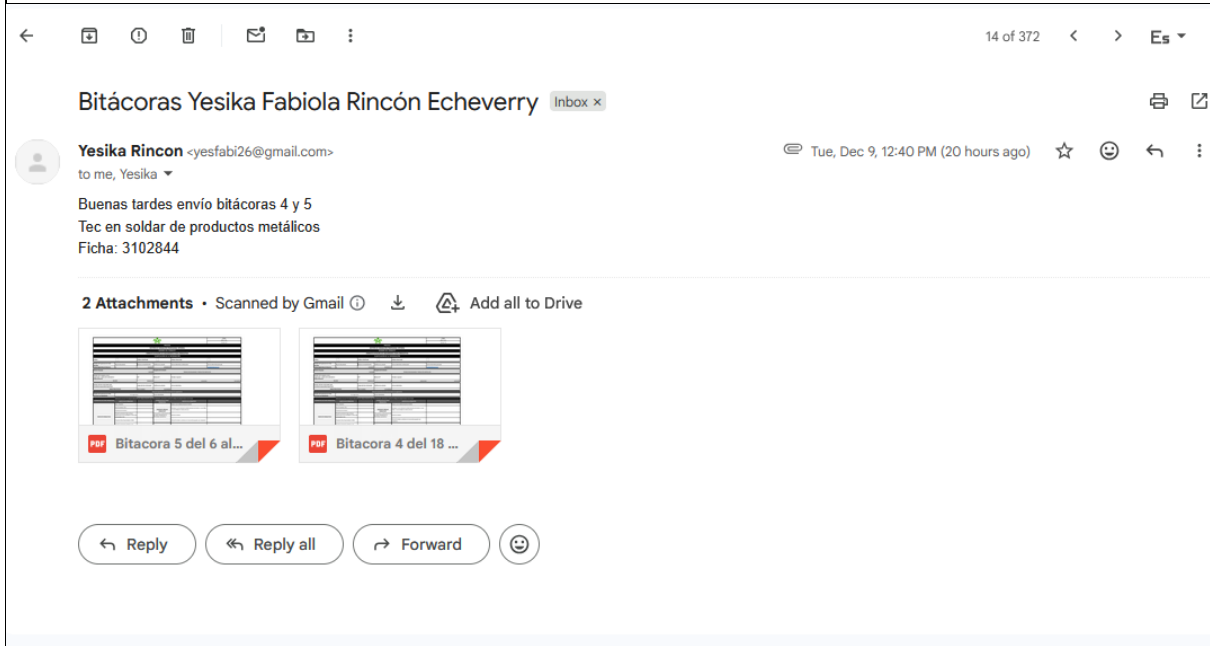 14 of 372
Es
Bitácoras Yesika Fabiola Rincón Echeverry Inbox ×
Yesika Rincon <yesfabi26@gmail.com>
Tue, Dec 9, 12:40 PM (20 hours ago)
to me, Yesika
Buenas tardes envío bitácoras 4 y 5
Tec en soldar de productos metálicos
Ficha: 3102844
2 Attachments • Scanned by Gmail
Add all to Drive
PDF Bitacora 5 del 6 al...
PDF Bitacora 4 del 18 ...
Reply
Reply all
Forward